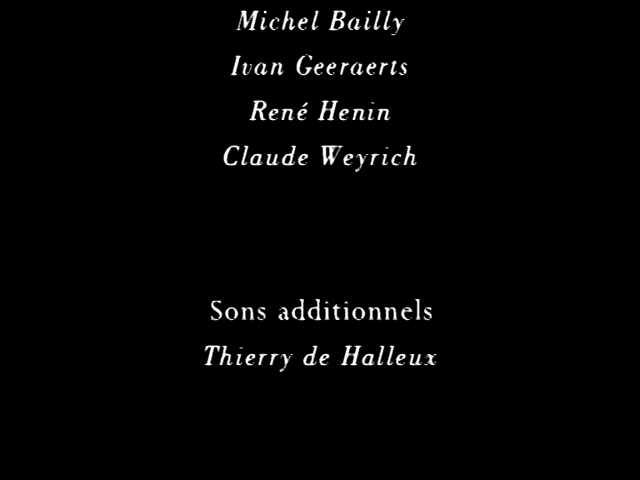 Michel Bailly
Ivan Geeraerts
René Henin
Claude Weyrich
Sons additionnels
Thierry de Halleux